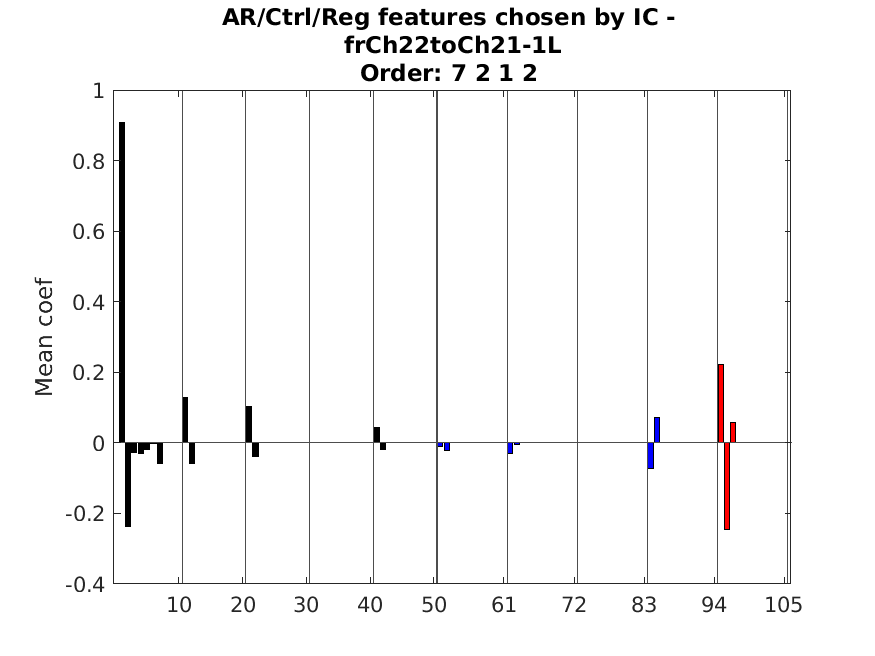 AR/Ctrl/Reg features chosen by IC -
frCh22toCh21-1L
Order: 7 2 1 2
1
0.8
0.6
0.4
0.2
0
-0.2
-0.4
Mean coef
10 20 30 40 50 61 72 83 94 105